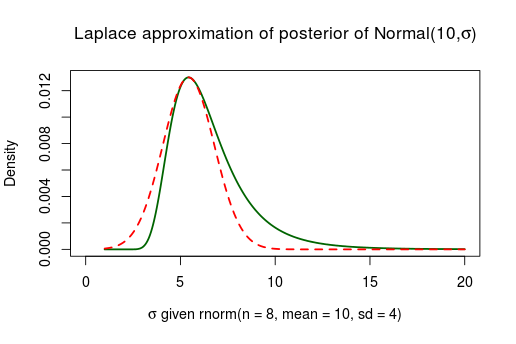 Laplace approximation of posterior of Normal(10,σ)
Density
0.012
0.008
0.004
0.000
0 5 10 15 20
σ given rnorm(n = 8, mean = 10, sd = 4)